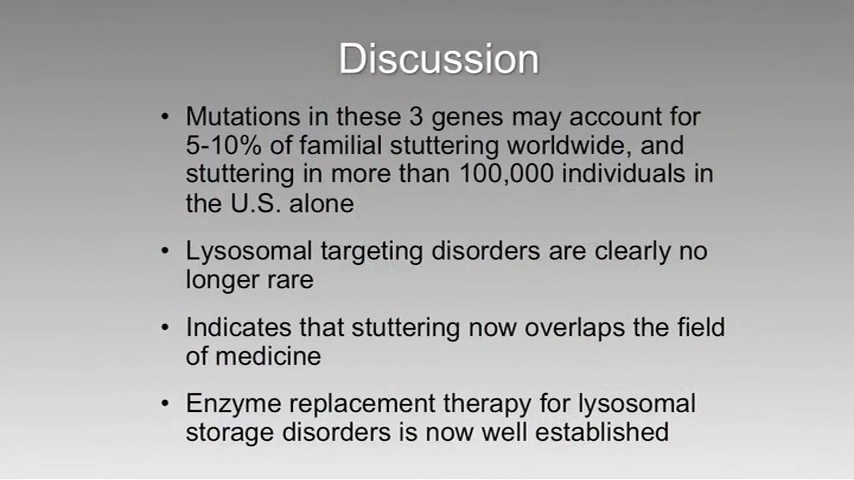 Discussion
• Mutations in these 3 genes may account for
5-10% of familial stuttering worldwide, and
stuttering in more than 100,000 individuals in
the U.S. alone
• Lysosomal targeting disorders are clearly no
longer rare
• Indicates that stuttering now overlaps the field
of medicine
• Enzyme replacement therapy for lysosomal
storage disorders is now well established